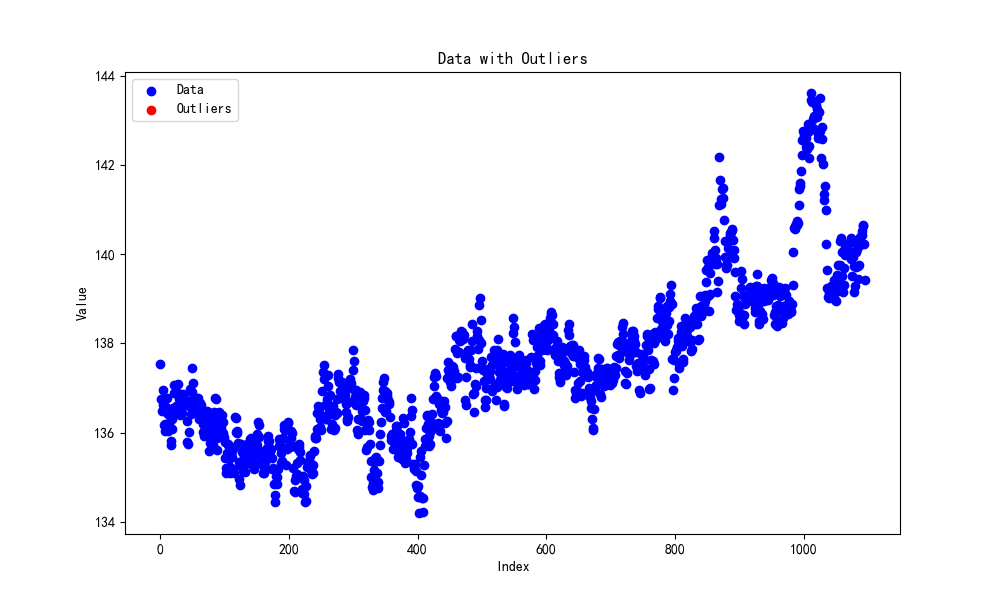 Data with Outliers
Data
Outliers
Value
144
142
140
138
136
134
0 200 400 600 800 1000
Index